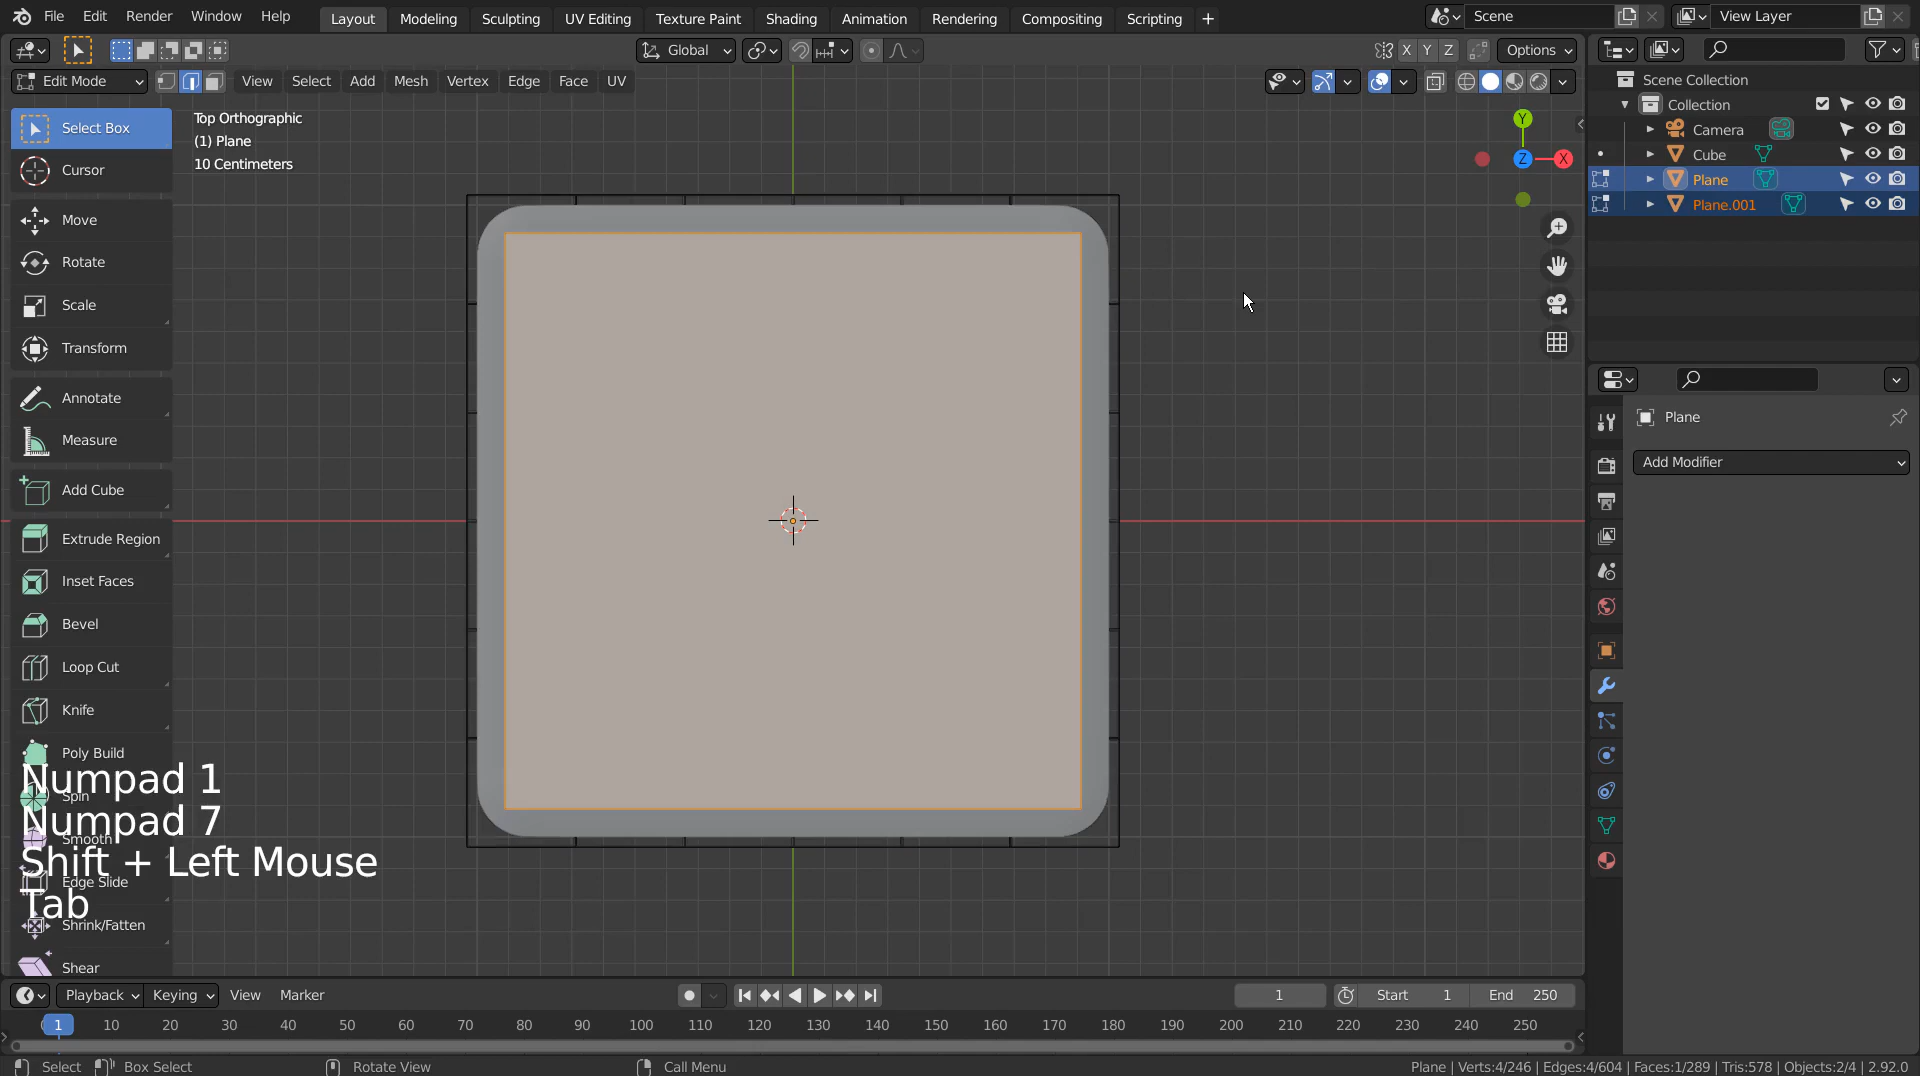 File Edit Render Window Help Layout Modeling Sculpting UV Editing Texture Paint Shading Animation Rendering Compositing Scripting + Scene View Layer
Global X Y Z Options
Edit Mode View Select Add Mesh Vertex Edge Face UV
Scene Collection
Collection
Camera
Cube
Plane
Plane.001
Select Box
Cursor
Move
Rotate
Scale
Transform
Annotate
Measure
Add Cube
Extrude Region
Inset Faces
Bevel
Loop Cut
Knife
Poly Build
Spin
Smooth
Edge Slide
Shrink/Fatten
Shear
Top Orthographic
(1) Plane
10 Centimeters
Y
Z X
Numpad 1
Numpad 7
Shift + Left Mouse
Tab
Plane
Add Modifier
Playback Keying View Marker 1 Start 1 End 250
1 10 20 30 40 50 60 70 80 90 100 110 120 130 140 150 160 170 180 190 200 210 220 230 240 250
Select Box Select Rotate View Call Menu Plane | Verts:4/246 | Edges:4/604 | Faces:1/289 | Tris:578 | Objects:2/4 | 2.92.0